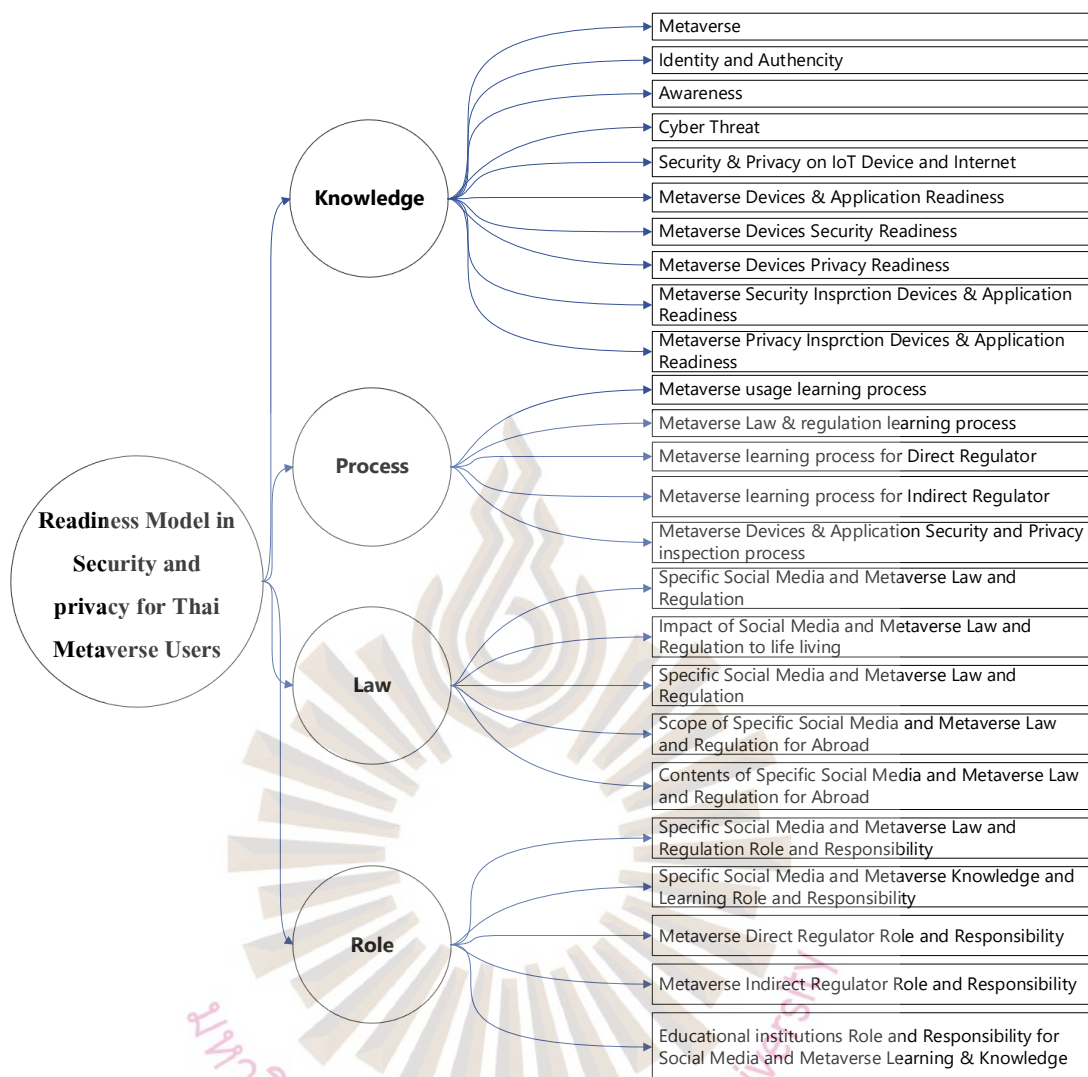 Metaverse
Identity and Authencity
Awareness
Cyber Threat
Security & Privacy on IoT Device and Internet
Knowledge
Metaverse Devices & Application Readiness
Metaverse Devices Security Readiness
Metaverse Devices Privacy Readiness
Metaverse Security Insprction Devices & Application
Readiness
Metaverse Privacy Insprction Devices & Application
Readiness
Metaverse usage learning process
Metaverse Law & regulation learning process
Process
Metaverse learning process for Direct Regulator
Metaverse learning process for Indirect Regulator
Metaverse Devices & Application Security and Privacy
inspection process
Readiness Model in
Security and
privacy for Thai
Metaverse Users
Specific Social Media and Metaverse Law and
Regulation
Impact of Social Media and Metaverse Law and
Regulation to life living
Law
Specific Social Media and Metaverse Law and
Regulation
Scope of Specific Social Media and Metaverse Law
and Regulation for Abroad
Contents of Specific Social Media and Metaverse Law
and Regulation for Abroad
Specific Social Media and Metaverse Law and
Regulation Role and Responsibility
Specific Social Media and Metaverse Knowledge and
Learning Role and Responsibility
Role
Metaverse Direct Regulator Role and Responsibility
Metaverse Indirect Regulator Role and Responsibility
Educational institutions Role and Responsibility for
Social Media and Metaverse Learning & Knowledge